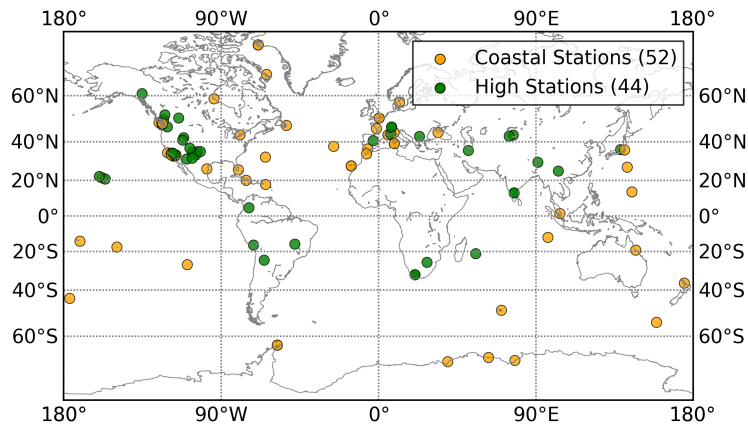 180° 90°W 0° 90°E 180°
Coastal Stations (52)
High Stations (44)
60°N 60°N
40°N 40°N
20°N 20°N
0° 0°
20°S 20°S
40°S 40°S
60°S 60°S
180° 90°W 0° 90°E 180°